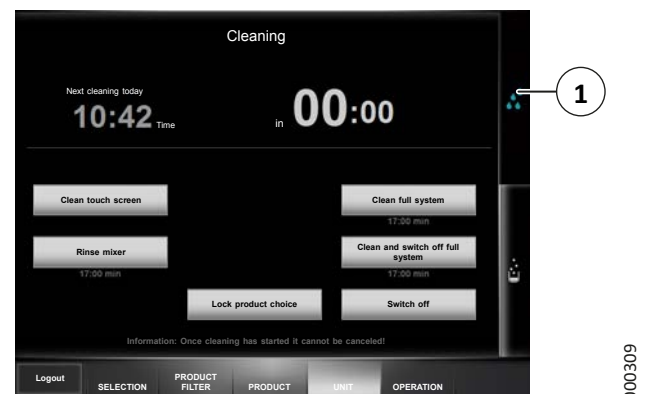 Cleaning
Next cleaning today
10:42 Time
in 00:00
1
Clean touch screen
Clean full system
17:00 min
Rinse mixer
Clean and switch off full
system
17:00 min
17:00 min
Lock product choice
Switch off
Information: Once cleaning has started it cannot be canceled!
Logout
SELECTION
PRODUCT
FILTER
PRODUCT
UNIT
OPERATION